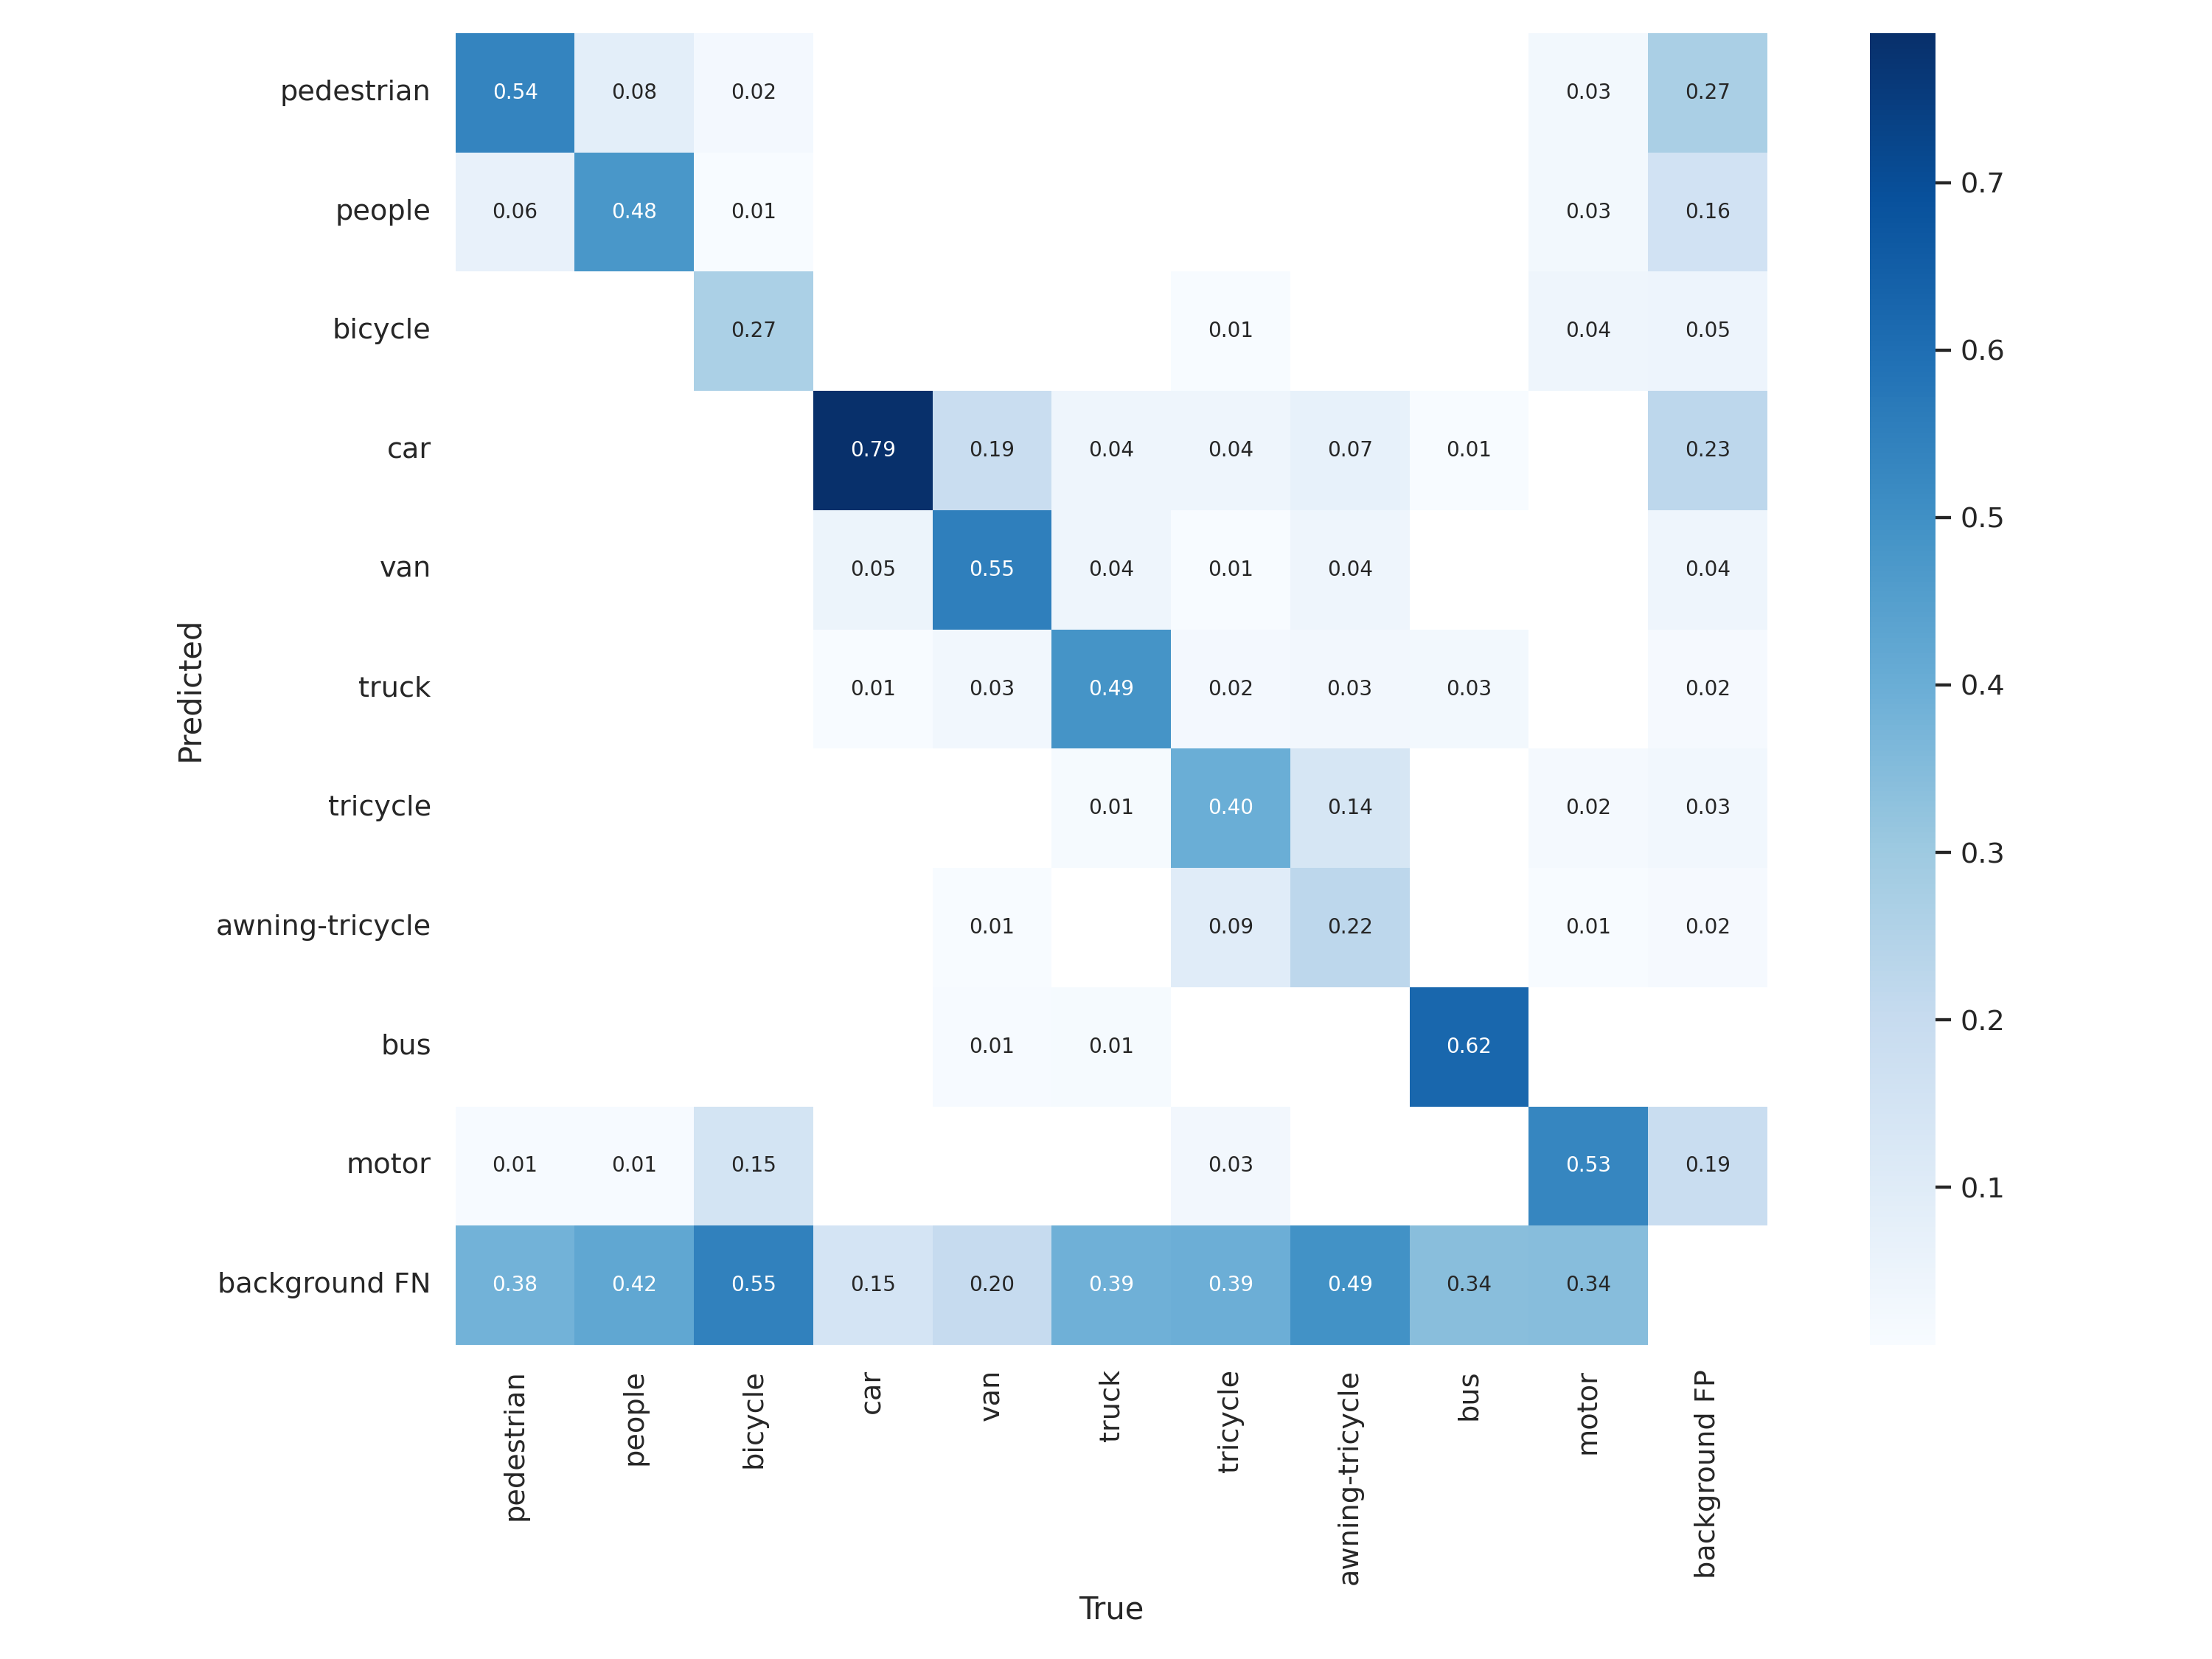 pedestrian 0.54 0.08 0.02 0.03 0.27
0.7
people 0.06 0.48 0.01 0.03 0.16
bicycle 0.27 0.01 0.04 0.05
0.6
car 0.79 0.19 0.04 0.04 0.07 0.01 0.23
0.5
van 0.05 0.55 0.04 0.01 0.04 0.04
Predicted
truck 0.01 0.03 0.49 0.02 0.03 0.03 0.02
0.4
tricycle 0.01 0.40 0.14 0.02 0.03
0.3
awning-tricycle 0.01 0.09 0.22 0.01 0.02
0.2
bus 0.01 0.01 0.62
motor 0.01 0.01 0.15 0.03 0.53 0.19
0.1
background FN 0.38 0.42 0.55 0.15 0.20 0.39 0.39 0.49 0.34 0.34
pedestrian people bicycle car van truck tricycle awning-tricycle bus motor background FP
True